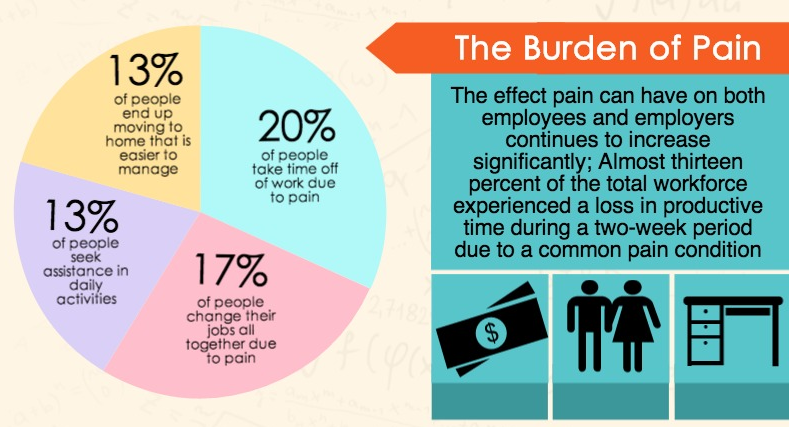 13%
of people
end up
moving to
home that is
easier to
manage
20%
of people
take time off
of work due
to pain
13%
of people
seek
assistance in
daily
activities
17%
of people
change their
jobs all
together due
to pain
The Burden of Pain
The effect pain can have on both
employees and employers
continues to increase
significantly; Almost thirteen
percent of the total workforce
experienced a loss in productive
time during a two-week period
due to a common pain condition
$
2,7182